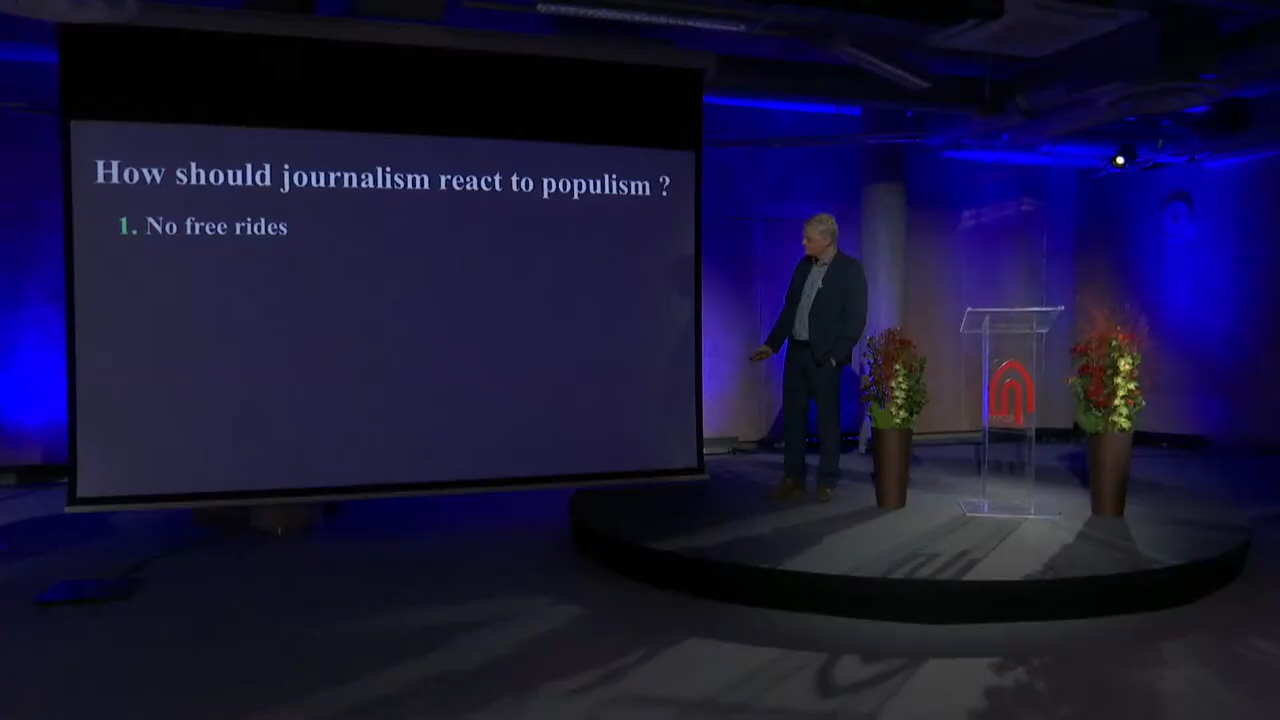 How should journalism react to populism ?
1. No free rides